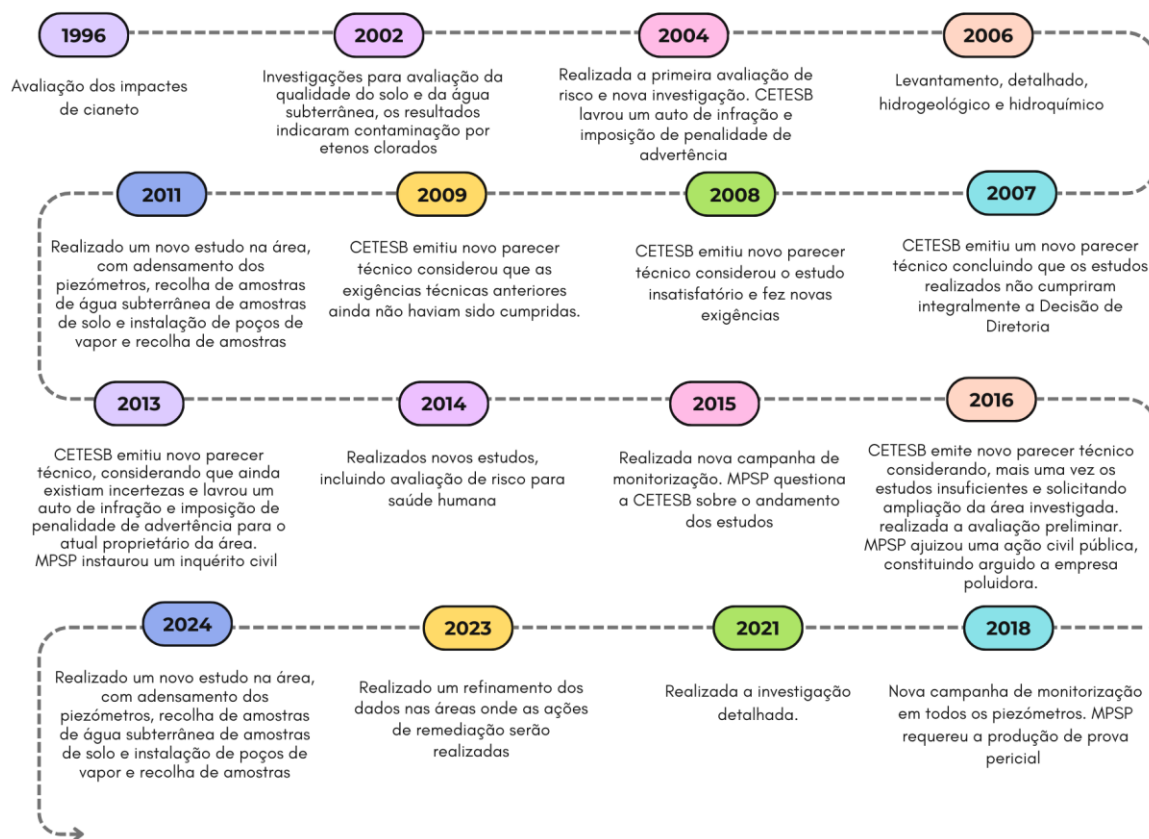 1996
Avaliação dos impactes
de cianeto
2002
Investigações para avaliação da
qualidade do solo e da água
subterrânea, os resultados
indicaram contaminação por
etenos clorados
2004
Realizada a primeira avaliação de
risco e nova investigação. CETESB
lavrou um auto de infração e
imposição de penalidade de
advertência
2006
Levantamento, detalhado,
hidrogeológico e hidroquímico
2011
Realizado um novo estudo na área,
com adensamento dos
piezómetros, recolha de amostras
de água subterrânea de amostras
de solo e instalação de poços de
vapor e recolha de amostras
2009
CETESB emitiu novo parecer
técnico considerou que as
exigências técnicas anteriores
ainda não haviam sido cumpridas.
2008
CETESB emitiu novo parecer
técnico considerou o estudo
insatisfatório e fez novas
exigências
2007
CETESB emitiu um novo parecer
técnico concluindo que os estudos
realizados não cumpriram
integralmente a Decisão de
Diretoria
2013
CETESB emitiu novo parecer
técnico, considerando que ainda
existiam incertezas e lavrou um
auto de infração e imposição de
penalidade de advertência para o
atual proprietário da área.
MPSP instaurou um inquérito civil
2014
Realizados novos estudos,
incluindo avaliação de risco para
saúde humana
2015
Realizada nova campanha de
monitorização. MPSP questiona
a CETESB sobre o andamento
dos estudos
2016
CETESB emite novo parecer técnico
considerando, mais uma vez os
estudos insuficientes e solicitando
ampliação da área investigada.
realizada a avaliação preliminar.
MPSP ajuizou uma ação civil pública,
constituindo arguido a empresa
poluidora.
2024
Realizado um novo estudo na área,
com adensamento dos
piezómetros, recolha de amostras
de água subterrânea de amostras
de solo e instalação de poços de
vapor e recolha de amostras
2023
Realizado um refinamento dos
dados nas áreas onde as ações
de remediação serão
realizadas
2021
Realizada a investigação
detalhada.
2018
Nova campanha de monitorização
em todos os piezómetros. MPSP
requereu a produção de prova
pericial